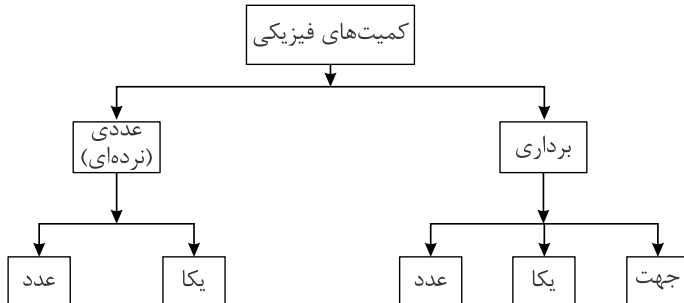 کمیت‌های فیزیکی
برداری
عددی
(نرده‌ای)
جهت
یکا
عدد
یکا
عدد